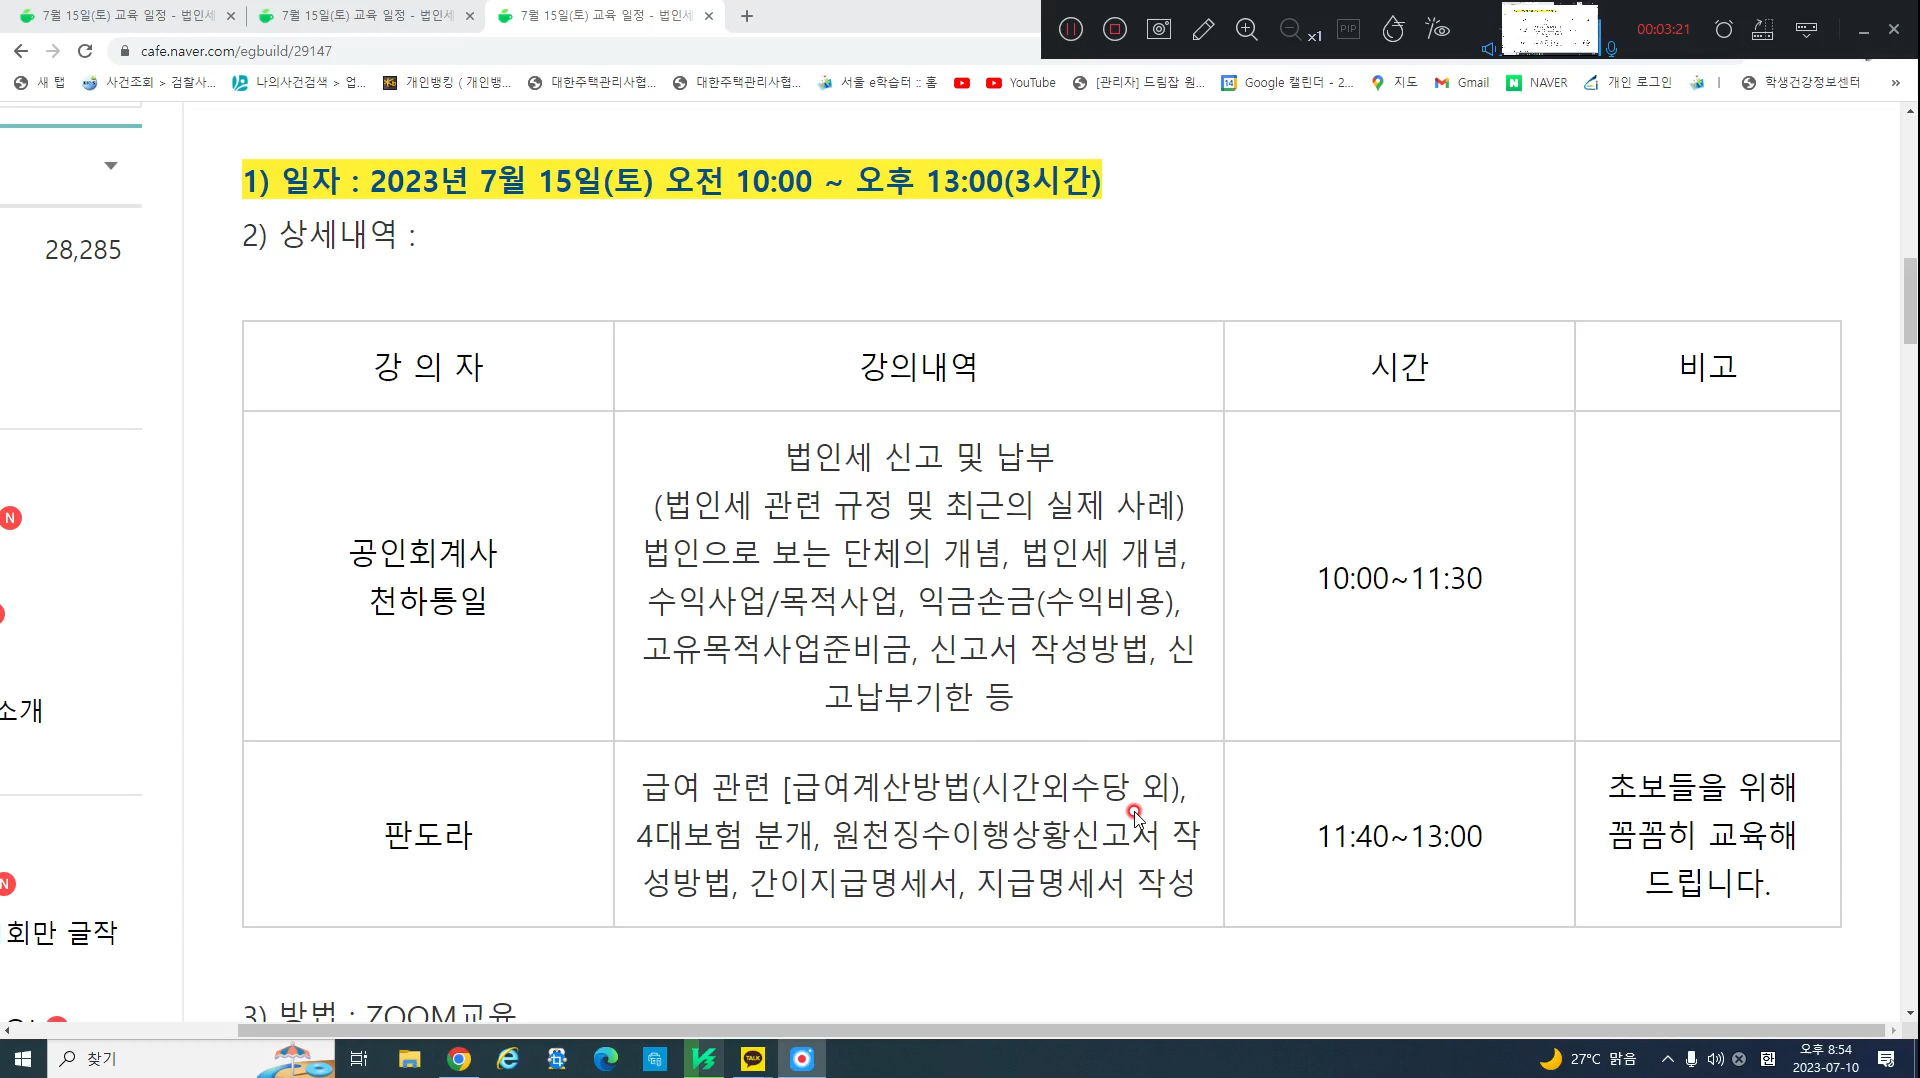 7월 15일(토) 교육 일정 - 법인세
7월 15일(토) 교육 일정 - 법인세
7월 15일(토) 교육 일정 - 법인세
cafe.naver.com/egbuild/29147
x1
PIP
00:03:21
새 탭
사건조회 > 검찰사...
나의사건검색 > 업...
개인뱅킹 ( 개인뱅...
대한주택관리사협...
대한주택관리사협...
서울 e학습터 :: 홈
YouTube
[관리자] 드림잡 원...
14
Google 캘린더 - 2...
지도
Gmail
N
NAVER
개인 로그인
학생건강정보센터
»
1) 일자 : 2023년 7월 15일(토) 오전 10:00 ~ 오후 13:00(3시간)
2) 상세내역 :
28,285
강 의 자
강의내역
시간
비고
공인회계사
천하통일
법인세 신고 및 납부
(법인세 관련 규정 및 최근의 실제 사례)
법인으로 보는 단체의 개념, 법인세 개념,
수익사업/목적사업, 익금손금(수익비용),
고유목적사업준비금, 신고서 작성방법, 신
고납부기한 등
10:00~11:30
판도라
급여 관련 [급여계산방법(시간외수당 외),
4대보험 분개, 원천징수이행상황신고서 작
성방법, 간이지급명세서, 지급명세서 작성
11:40~13:00
초보들을 위해
꼼꼼히 교육해
드립니다.
N
소개
N
회만 글작
3) 방법 : ZOOM교육
찾기
TALK
27°C 맑음
한
오후 8:54
2023-07-10